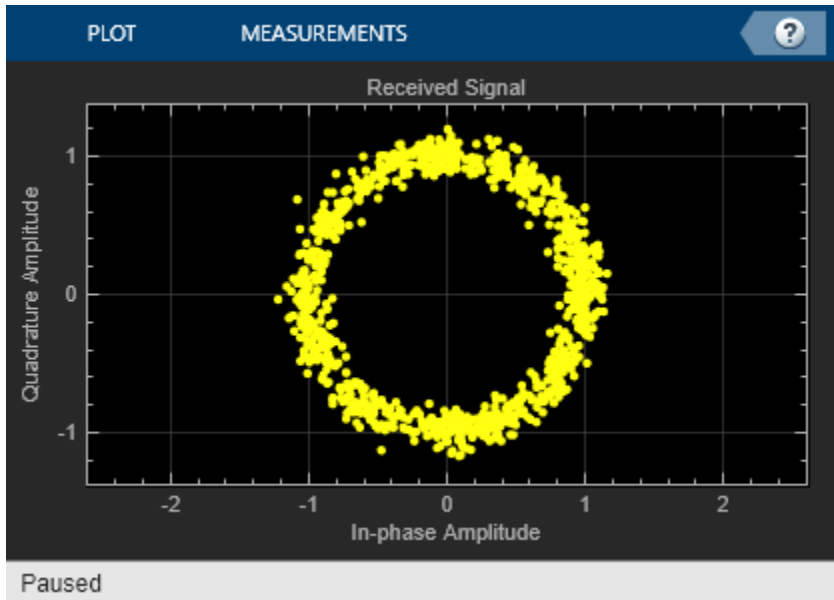 PLOT MEASUREMENTS ?
Received Signal
1
0
-1
Quadrature Amplitude
-2 -1 0 1 2
In-phase Amplitude
Paused